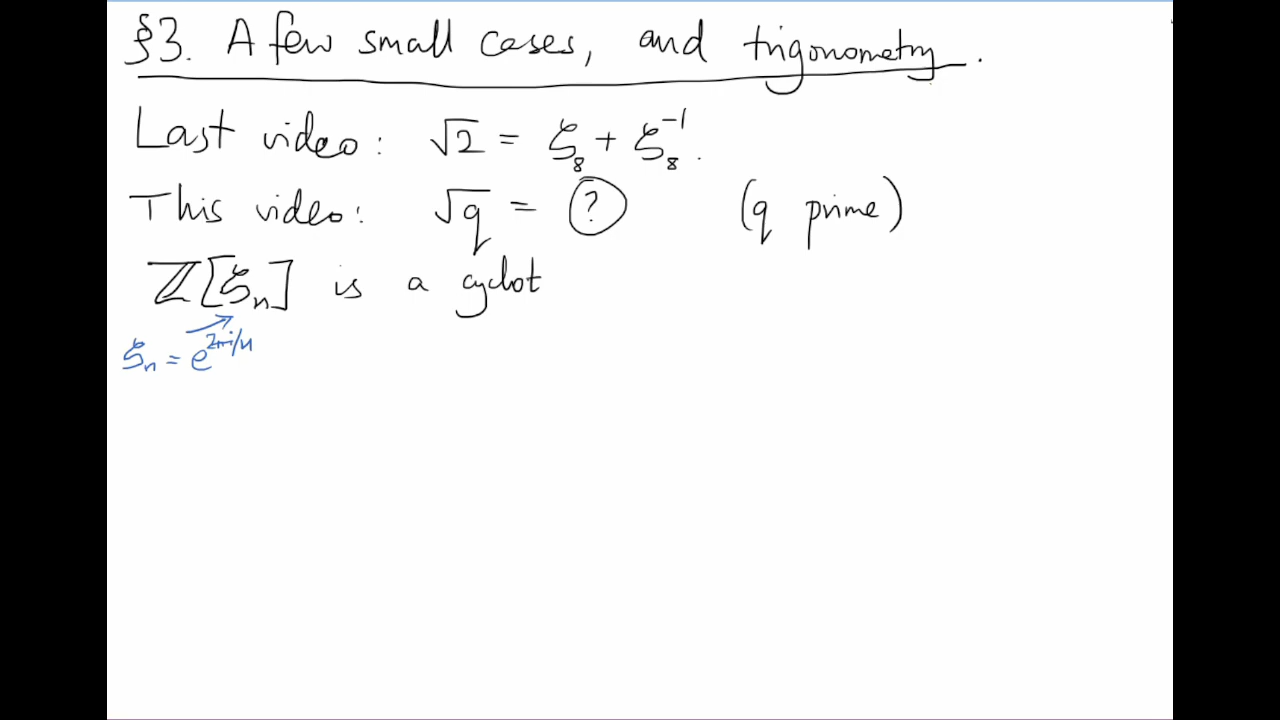 §3. A few small cases, and trigonometry.
Last video: √2 = ζ₈ + ζ₈⁻¹.
This video: √q = ? (q prime)
ℤ[ζₙ] is a cyclot
ζₙ = e^{2πi/n}